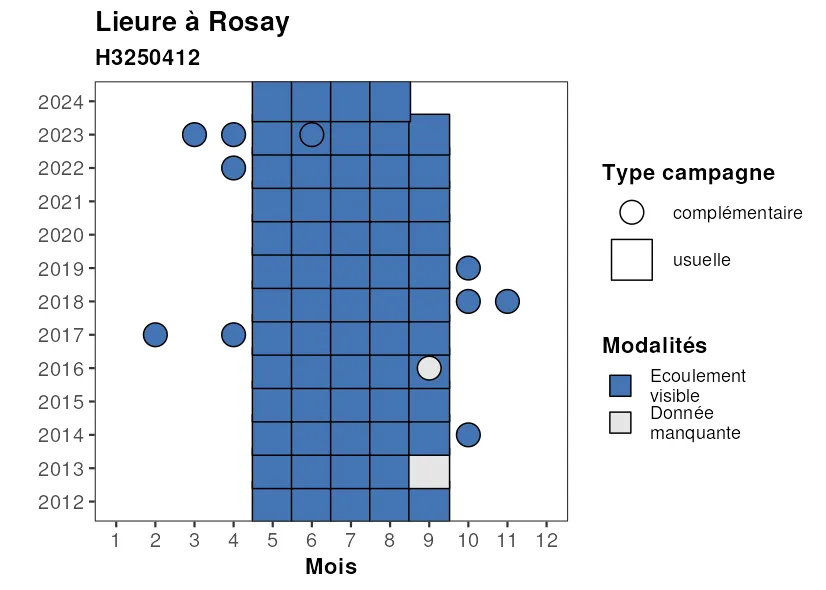 Lieure à Rosay
H3250412
2024
2023
2022
2021
2020
2019
2018
2017
2016
2015
2014
2013
2012
1 2 3 4 5 6 7 8 9 10 11 12
Mois
Type campagne
complémentaire
usuelle
Modalités
Ecoulement
visible
Donnée
manquante